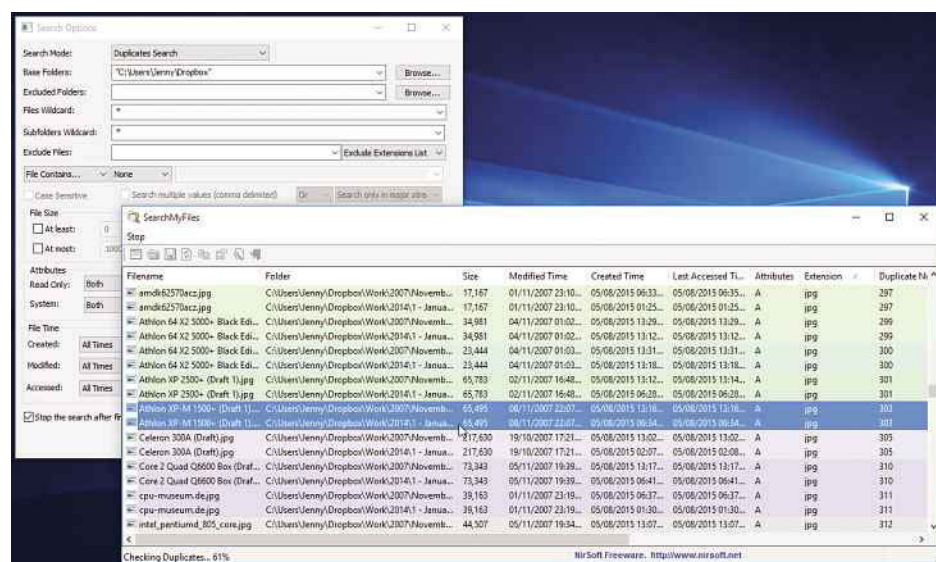 Search Options
Search Mode: Duplicates Search
Base Folders: "C:\Users\Jenny\Dropbox" Browse...
Excluded Folders: Browse...
Files Wildcard: *
Subfolders Wildcard: *
Exclude Files: Exclude Extensions List
File Contains... None
Case Sensitive Search multiple values (comma delimited) Or Search only in major
File Size
At least: 0
At most: 1000
Attributes
Read Only: Both
System: Both
File Time
Created: All Times
Modified: All Times
Accessed: All Times
Stop the search after
SearchMyFiles
Stop
Filename Folder Size Modified Time Created Time Last Accessed Ti... Attributes Extension Duplicate
amdk62570acz.jpg C:\Users\Jenny\Dropbox\Work\2007\Novemb... 17,167 01/11/2007 23:10... 05/08/2015 06:33... 05/08/2015 06:35... A jpg 297
amdk62570acz.jpg C:\Users\Jenny\Dropbox\Work\2014\1 - Janua... 17,167 01/11/2007 23:10... 05/08/2015 01:25... 05/08/2015 01:25... A jpg 297
Athlon 64 X2 5000+ Black Edi... C:\Users\Jenny\Dropbox\Work\2007\Novemb... 34,981 04/11/2007 01:02... 05/08/2015 13:29... 05/08/2015 13:29... A jpg 299
Athlon 64 X2 5000+ Black Edi... C:\Users\Jenny\Dropbox\Work\2014\1 - Janua... 34,981 04/11/2007 01:02... 05/08/2015 13:12... 05/08/2015 13:12... A jpg 299
Athlon 64 X2 5000+ Black Edi... C:\Users\Jenny\Dropbox\Work\2007\Novemb... 23,444 04/11/2007 01:03... 05/08/2015 13:31... 05/08/2015 13:31... A jpg 300
Athlon 64 X2 5000+ Black Edi... C:\Users\Jenny\Dropbox\Work\2014\1 - Janua... 23,444 04/11/2007 01:03... 05/08/2015 13:18... 05/08/2015 13:18... A jpg 300
Athlon XP 2500+ (Draft 1).jpg C:\Users\Jenny\Dropbox\Work\2007\Novemb... 65,783 02/11/2007 16:48... 05/08/2015 13:12... 05/08/2015 13:14... A jpg 301
Athlon XP 2500+ (Draft 1).jpg C:\Users\Jenny\Dropbox\Work\2014\1 - Janua... 65,783 02/11/2007 16:48... 05/08/2015 06:28... 05/08/2015 06:28... A jpg 301
Athlon XP-M 1500+ (Draft 1).... C:\Users\Jenny\Dropbox\Work\2007\Novemb... 65,495 08/11/2007 22:07... 05/08/2015 13:16... 05/08/2015 13:16... A jpg 303
Athlon XP-M 1500+ (Draft 1).... C:\Users\Jenny\Dropbox\Work\2014\1 - Janua... 65,495 08/11/2007 22:07... 05/08/2015 06:34... 05/08/2015 06:34... A jpg 303
Celeron 300A (Draft).jpg C:\Users\Jenny\Dropbox\Work\2007\Novemb... 217,630 19/10/2007 17:21... 05/08/2015 13:02... 05/08/2015 13:02... A jpg 305
Celeron 300A (Draft).jpg C:\Users\Jenny\Dropbox\Work\2014\1 - Janua... 217,630 19/10/2007 17:21... 05/08/2015 02:07... 05/08/2015 02:08... A jpg 305
Core 2 Quad Q6600 Box (Draf... C:\Users\Jenny\Dropbox\Work\2007\Novemb... 73,343 05/11/2007 19:39... 05/08/2015 13:17... 05/08/2015 13:17... A jpg 310
Core 2 Quad Q6600 Box (Draf... C:\Users\Jenny\Dropbox\Work\2014\1 - Janua... 73,343 05/11/2007 19:39... 05/08/2015 06:41... 05/08/2015 06:41... A jpg 310
cpu-museum.de.jpg C:\Users\Jenny\Dropbox\Work\2007\Novemb... 39,163 01/11/2007 23:19... 05/08/2015 06:37... 05/08/2015 06:37... A jpg 311
cpu-museum.de.jpg C:\Users\Jenny\Dropbox\Work\2014\1 - Janua... 39,163 01/11/2007 23:19... 05/08/2015 01:30... 05/08/2015 01:30... A jpg 311
intel_pentiumd_805_core.jpg C:\Users\Jenny\Dropbox\Work\2007\Novemb... 44,507 05/11/2007 19:34... 05/08/2015 13:07... 05/08/2015 13:07... A jpg 312
Checking Duplicates... 61% NirSoft Freeware. http://www.nirsoft.net